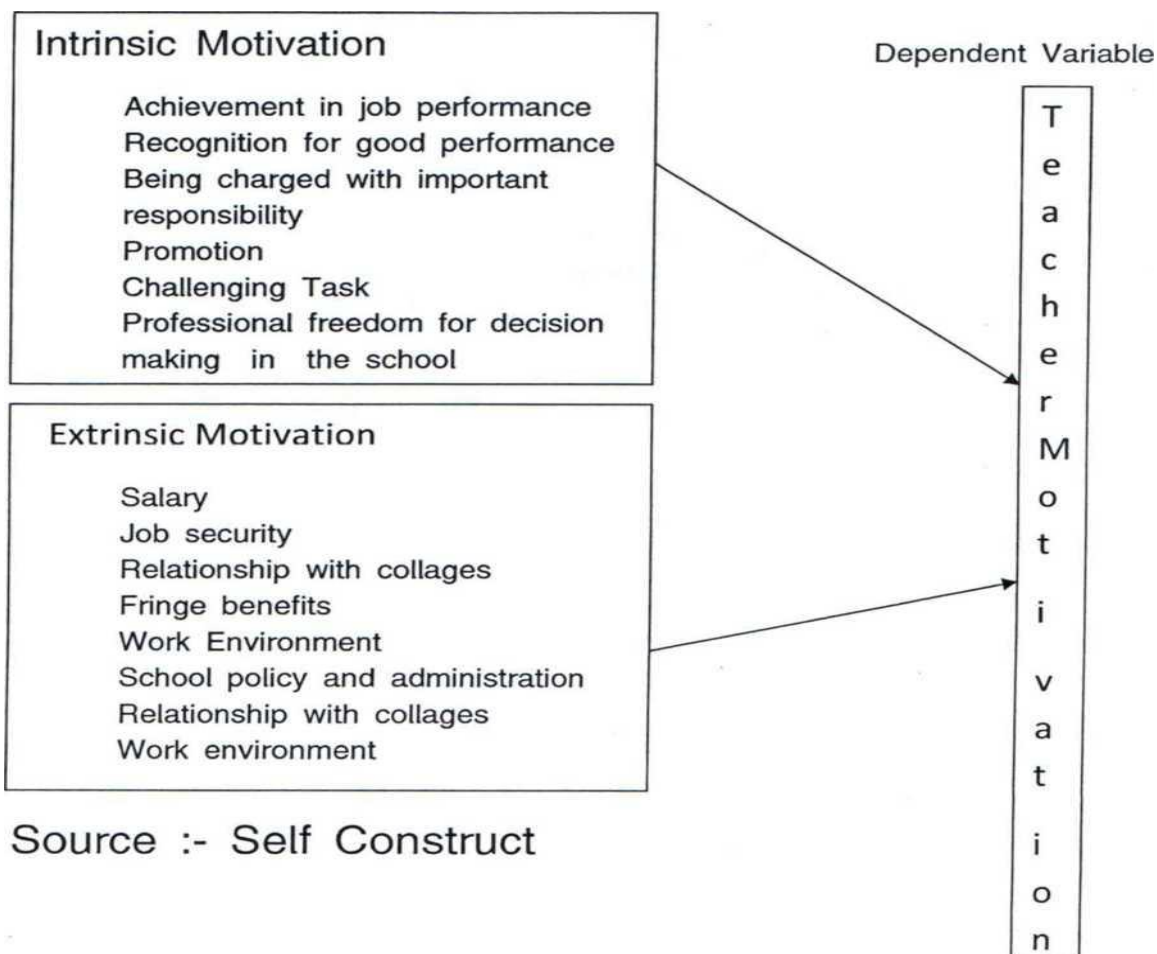 Intrinsic Motivation
Achievement in job performance
Recognition for good performance
Being charged with important
responsibility
Promotion
Challenging Task
Professional freedom for decision
making in the school
Extrinsic Motivation
Salary
Job security
Relationship with collages
Fringe benefits
Work Environment
School policy and administration
Relationship with collages
Work environment
Source :- Self Construct
Dependent Variable
T
e
a
c
h
e
r
M
o
t
i
v
a
t
i
o
n